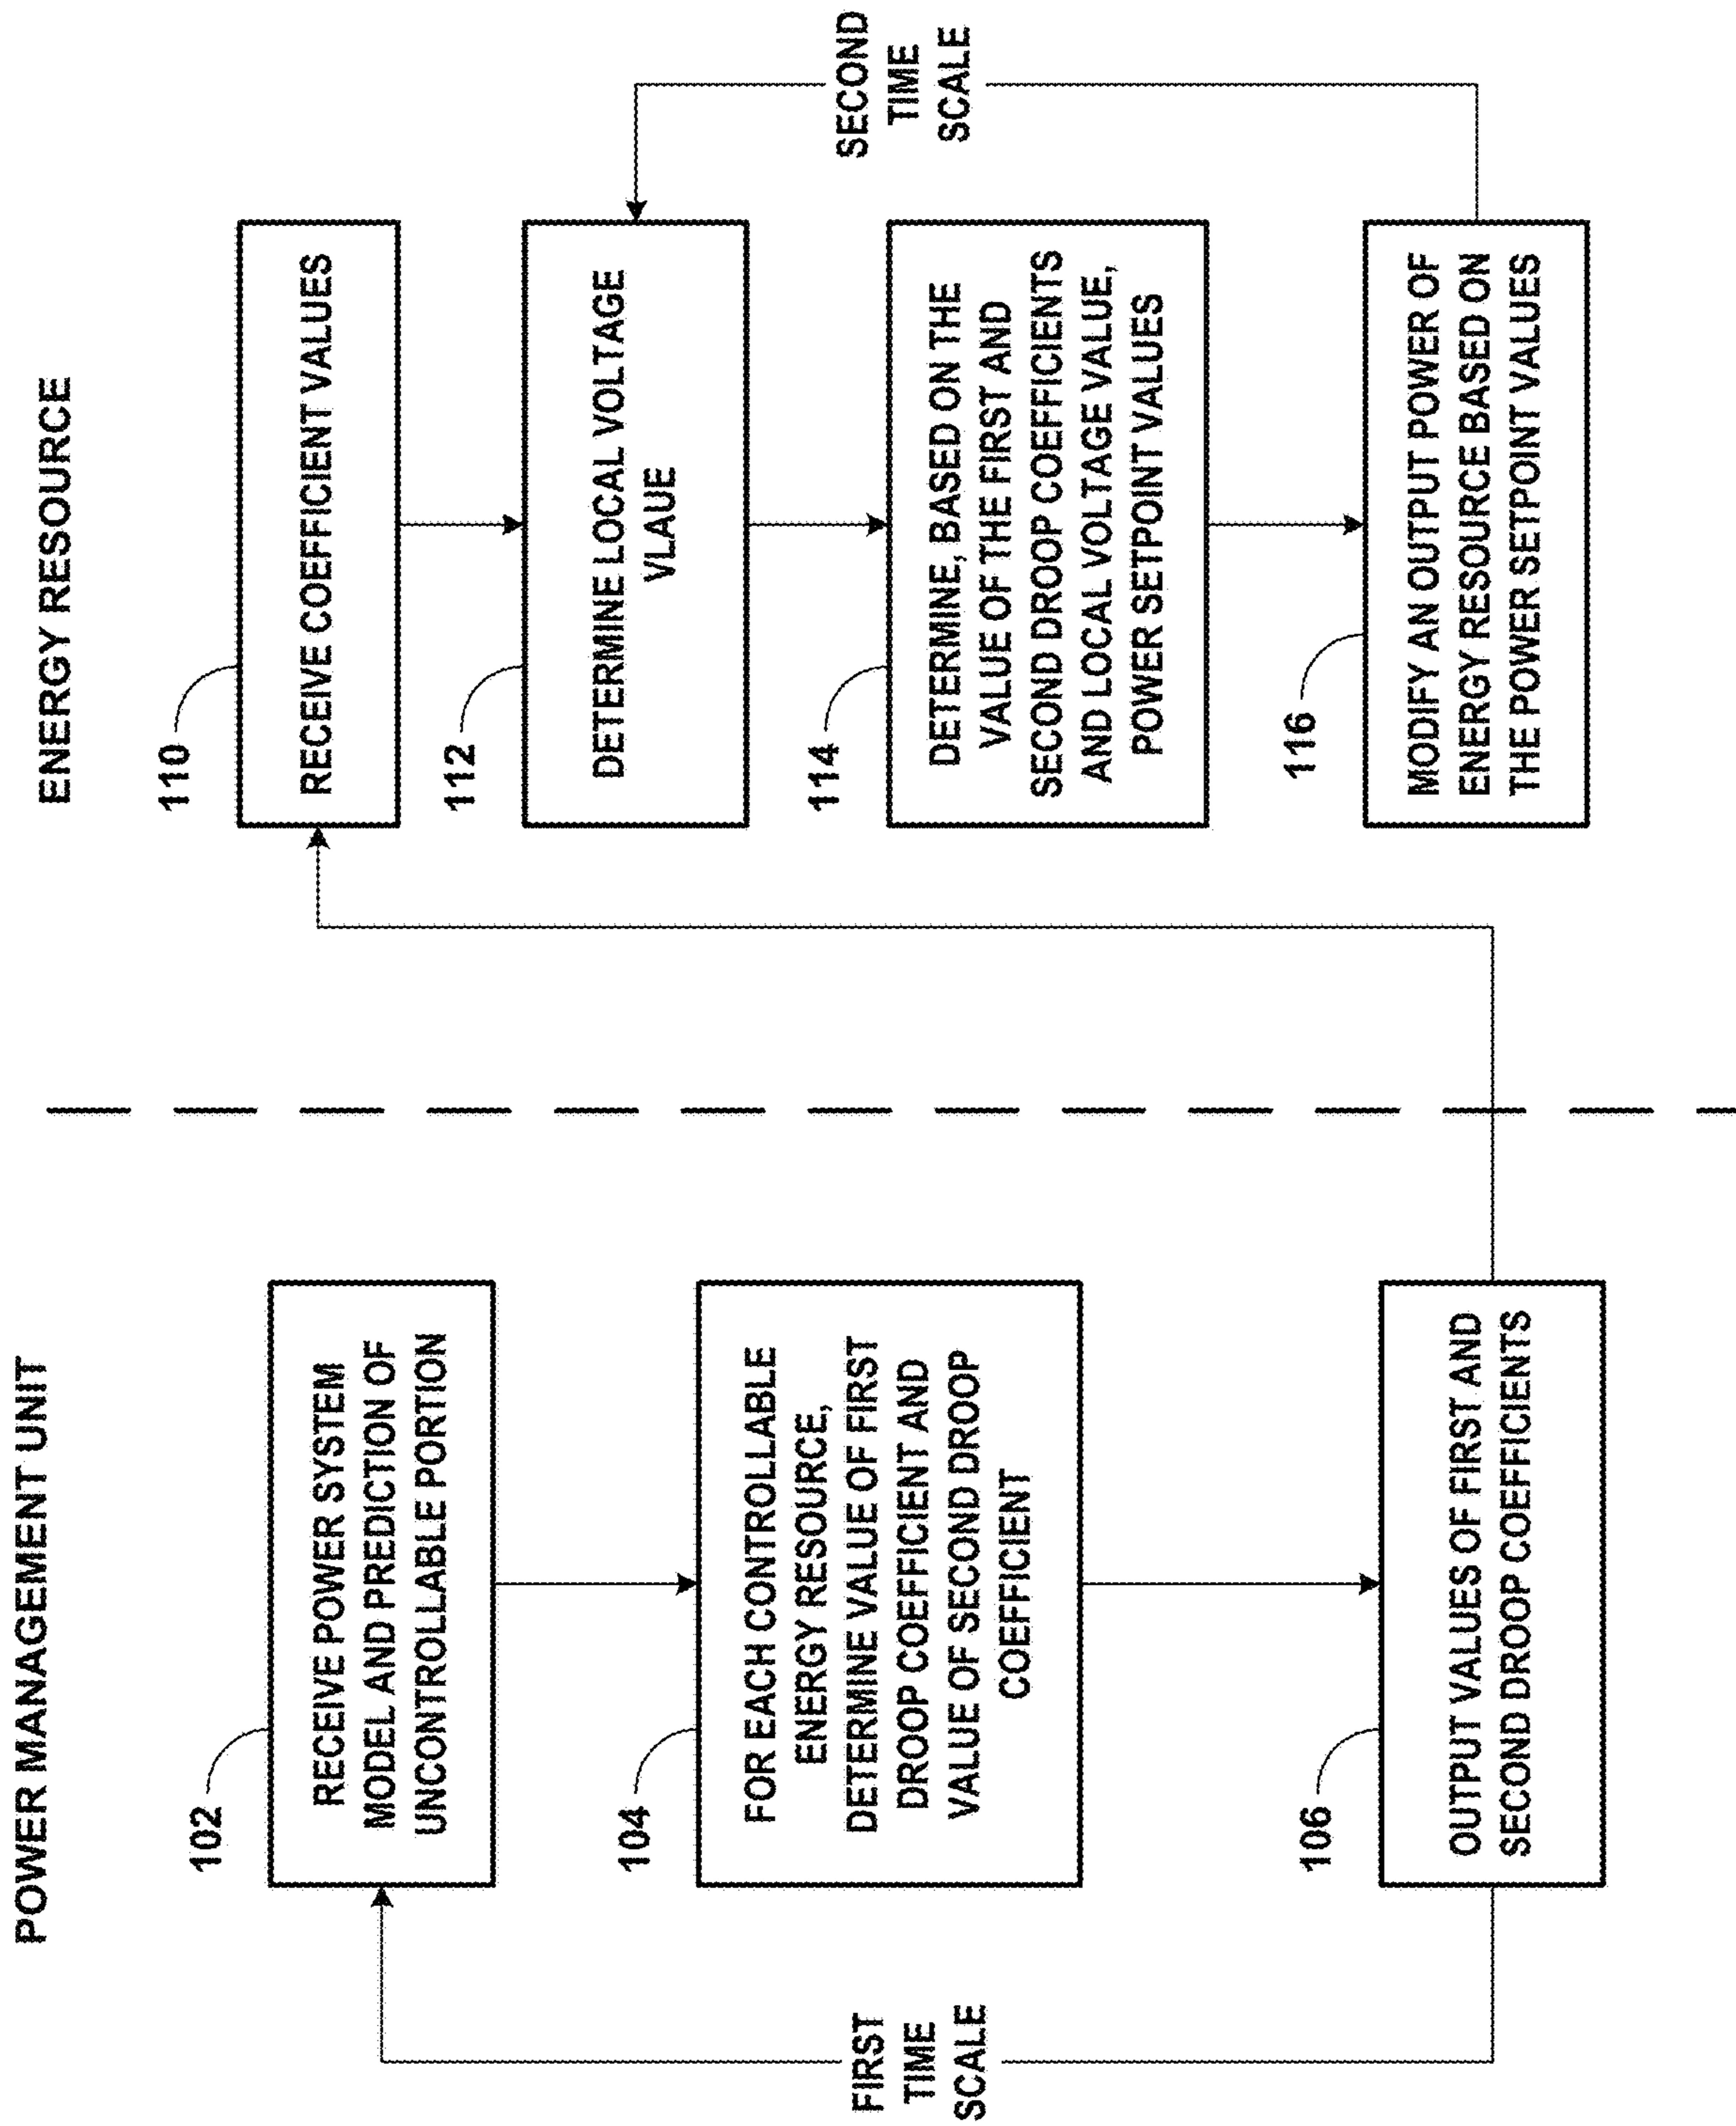 POWER MANAGEMENT UNIT
102
RECEIVE POWER SYSTEM
MODEL AND PREDICTION OF
UNCONTROLLABLE PORTION
104
FOR EACH CONTROLLABLE
ENERGY RESOURCE,
DETERMINE VALUE OF FIRST
DROOP COEFFICIENT AND
VALUE OF SECOND DROOP
COEFFICIENT
106
OUTPUT VALUES OF FIRST AND
SECOND DROOP COEFFICIENTS
FIRST
TIME
SCALE
ENERGY RESOURCE
110
RECEIVE COEFFICIENT VALUES
112
DETERMINE LOCAL VOLTAGE
VLAUE
114
DETERMINE, BASED ON THE
VALUE OF THE FIRST AND
SECOND DROOP COEFFICIENTS
AND LOCAL VOLTAGE VALUE,
POWER SETPOINT VALUES
116
MODIFY AN OUTPUT POWER OF
ENERGY RESOURCE BASED ON
THE POWER SETPOINT VALUES
SECOND
TIME
SCALE